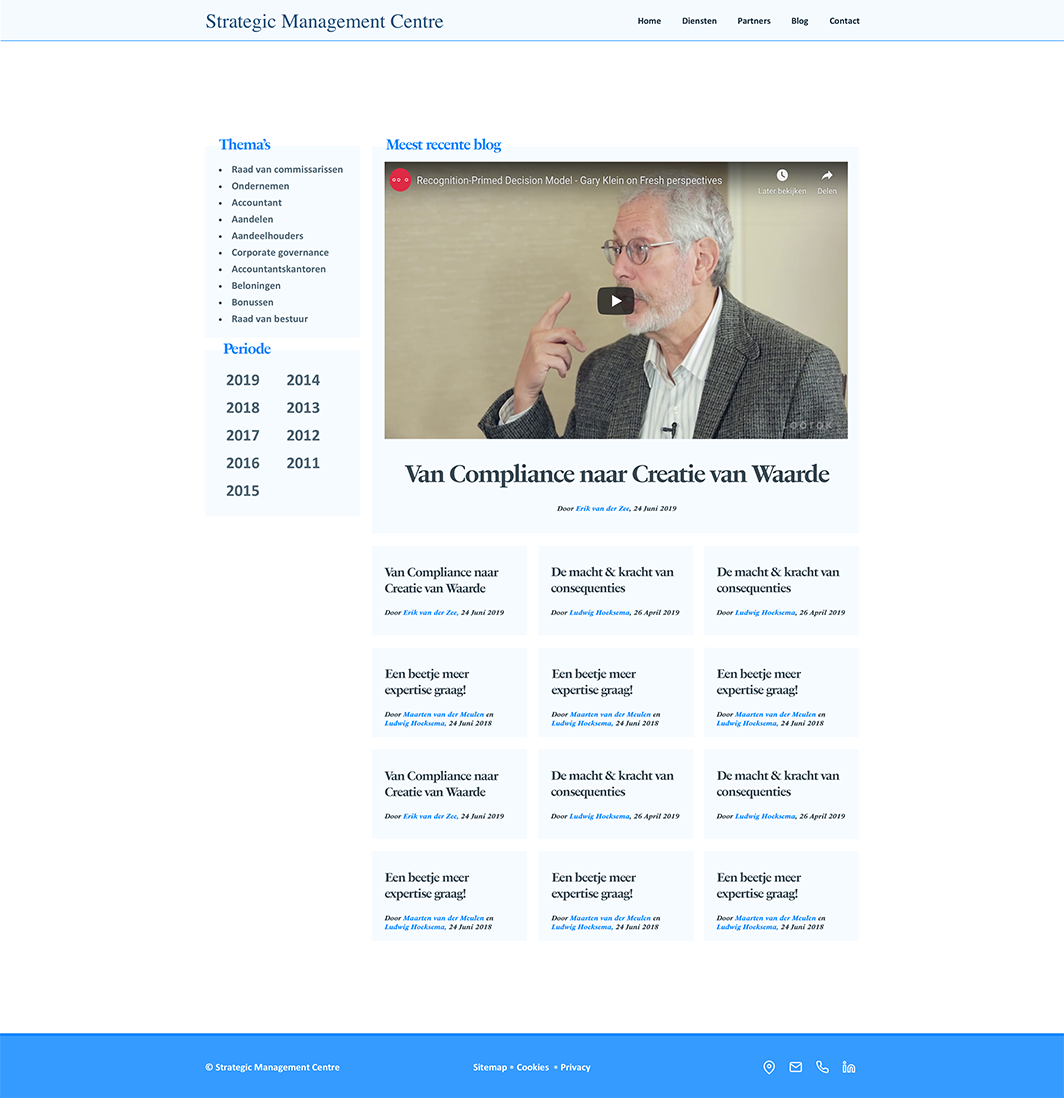 Strategic Management Centre
Home Diensten Partners Blog Contact
Thema's
Raad van commissarissen
Ondernemen
Accountant
Aandelen
Aandeelhouders
Corporate governance
Accountantskantoren
Beloningen
Bonussen
Raad van bestuur
Periode
2019 2014
2018 2013
2017 2012
2016 2011
2015
Meest recente blog
Recognition-Primed Decision Model - Gary Klein on Fresh perspectives
Later bekijken Delen
Van Compliance naar Creatie van Waarde
Door Erik van der Zee, 24 Juni 2019
Van Compliance naar
Creatie van Waarde
Door Erik van der Zee, 24 Juni 2019
De macht & kracht van
consequenties
Door Ludwig Hoeksema, 26 April 2019
De macht & kracht van
consequenties
Door Ludwig Hoeksema, 26 April 2019
Een beetje meer
expertise graag!
Door Maarten van der Meulen en
Ludwig Hoeksema, 24 Juni 2018
Een beetje meer
expertise graag!
Door Maarten van der Meulen en
Ludwig Hoeksema, 24 Juni 2018
Een beetje meer
expertise graag!
Door Maarten van der Meulen en
Ludwig Hoeksema, 24 Juni 2018
Van Compliance naar
Creatie van Waarde
Door Erik van der Zee, 24 Juni 2019
De macht & kracht van
consequenties
Door Ludwig Hoeksema, 26 April 2019
De macht & kracht van
consequenties
Door Ludwig Hoeksema, 26 April 2019
Een beetje meer
expertise graag!
Door Maarten van der Meulen en
Ludwig Hoeksema, 24 Juni 2018
Een beetje meer
expertise graag!
Door Maarten van der Meulen en
Ludwig Hoeksema, 24 Juni 2018
Een beetje meer
expertise graag!
Door Maarten van der Meulen en
Ludwig Hoeksema, 24 Juni 2018
© Strategic Management Centre
Sitemap • Cookies • Privacy